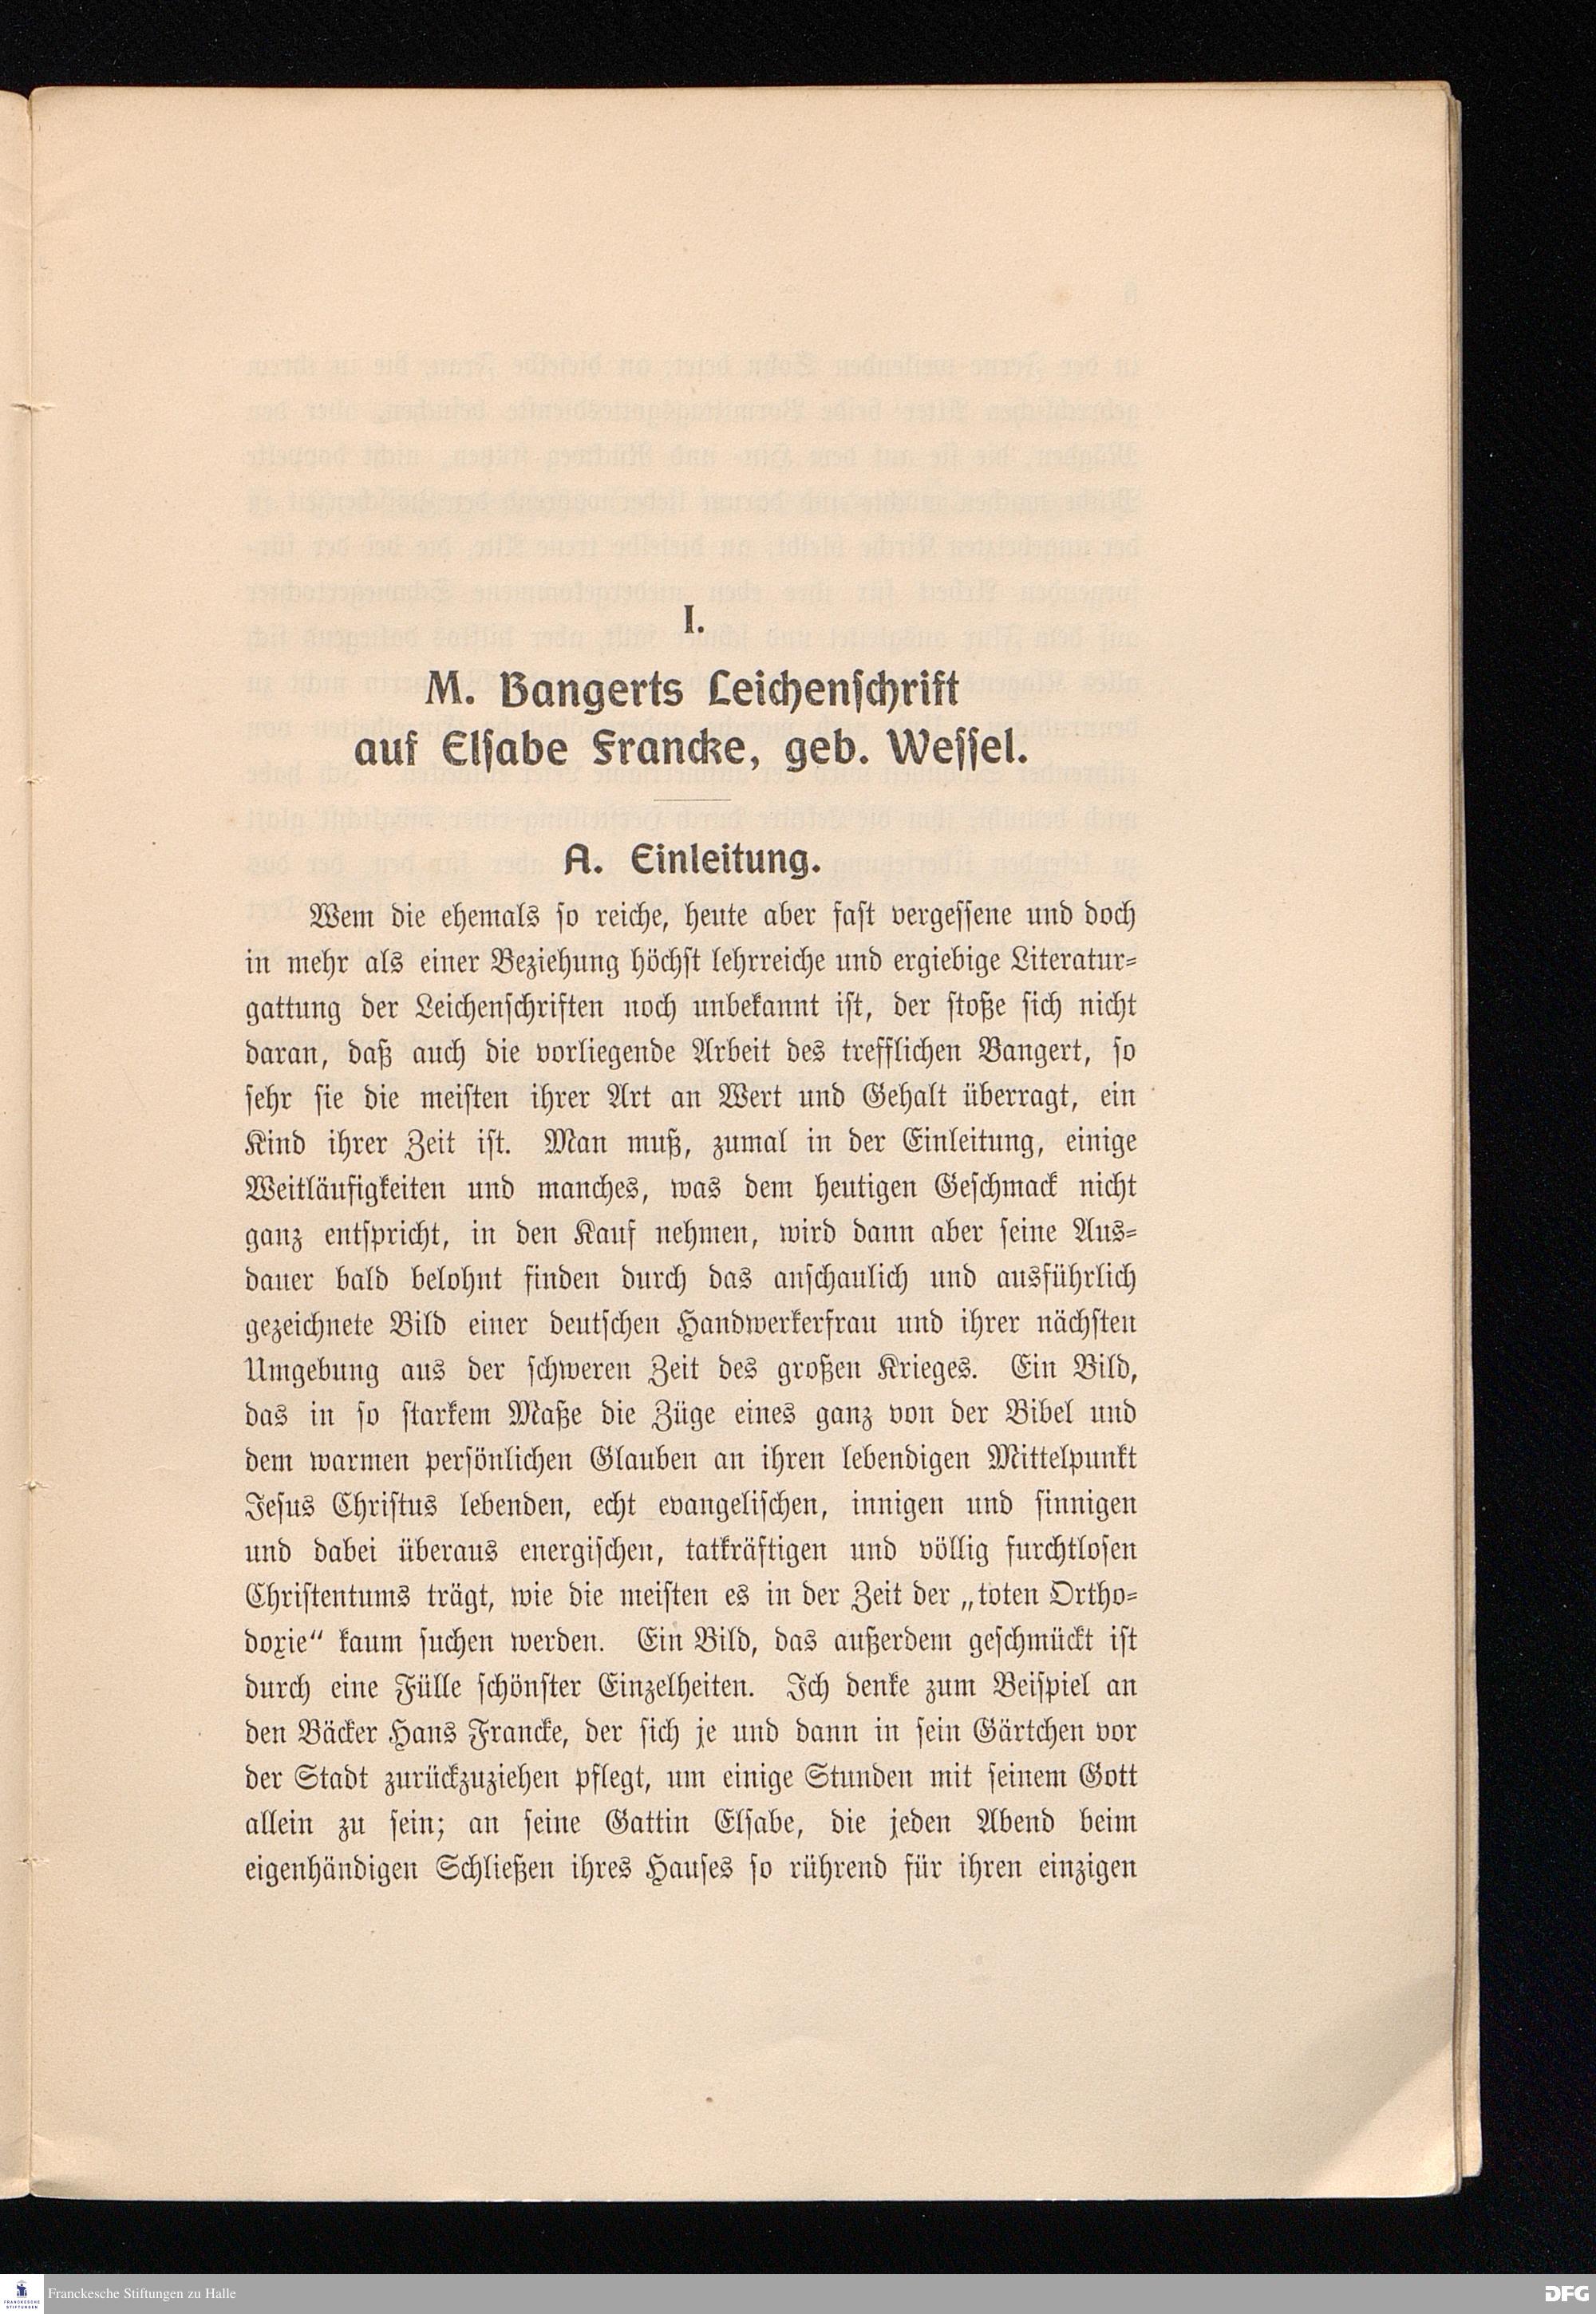 I.
M. Bangerts Leichenschrift
auf Elsabe Francke, geb. Wessel.
A. Einleitung.
Wem die ehemals so reiche, heute aber fast vergessene und doch
in mehr als einer Beziehung höchst lehrreiche und ergiebige Literatur-
gattung der Leichenschriften noch unbekannt ist, der stoße sich nicht
daran, daß auch die vorliegende Arbeit des trefflichen Bangert, so
sehr sie die meisten ihrer Art an Wert und Gehalt überragt, ein
Kind ihrer Zeit ist. Man muß, zumal in der Einleitung, einige
Weitläufigkeiten und manches, was dem heutigen Geschmack nicht
ganz entspricht, in den Kauf nehmen, wird dann aber seine Aus-
dauer bald belohnt finden durch das anschaulich und ausführlich
gezeichnete Bild einer deutschen Handwerkerfrau und ihrer nächsten
Umgebung aus der schweren Zeit des großen Krieges. Ein Bild,
das in so starkem Maße die Züge eines ganz von der Bibel und
dem warmen persönlichen Glauben an ihren lebendigen Mittelpunkt
Jesus Christus lebenden, echt evangelischen, innigen und sinnigen
und dabei überaus energischen, tatkräftigen und völlig furchtlosen
Christentums trägt, wie die meisten es in der Zeit der „toten Ortho-
doxie“ kaum suchen werden. Ein Bild, das außerdem geschmückt ist
durch eine Fülle schönster Einzelheiten. Ich denke zum Beispiel an
den Bäcker Hans Francke, der sich je und dann in sein Gärtchen vor
der Stadt zurückzuziehen pflegt, um einige Stunden mit seinem Gott
allein zu sein; an seine Gattin Elsabe, die jeden Abend beim
eigenhändigen Schließen ihres Hauses so rührend für ihren einzigen
FRANCKESCHE
STIFTUNGEN
Franckesche Stiftungen zu Halle
DFG